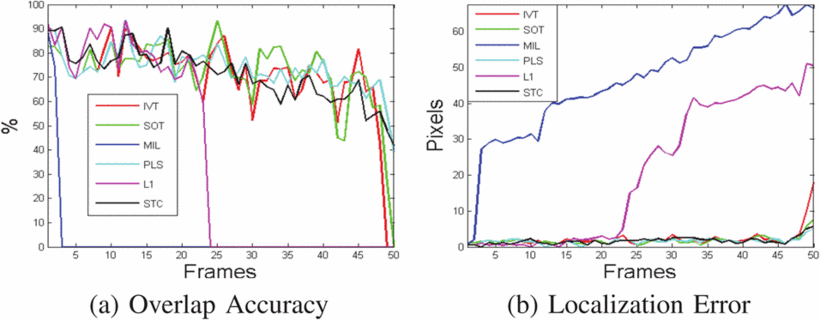 100
90
80
70
60
50
40
30
20
10
0
%
IVT
SOT
MIL
PLS
L1
STC
5 10 15 20 25 30 35 40 45 50
Frames
(a) Overlap Accuracy
60
50
40
30
20
10
0
Pixels
IVT
SOT
MIL
PLS
L1
STC
5 10 15 20 25 30 35 40 45 50
Frames
(b) Localization Error